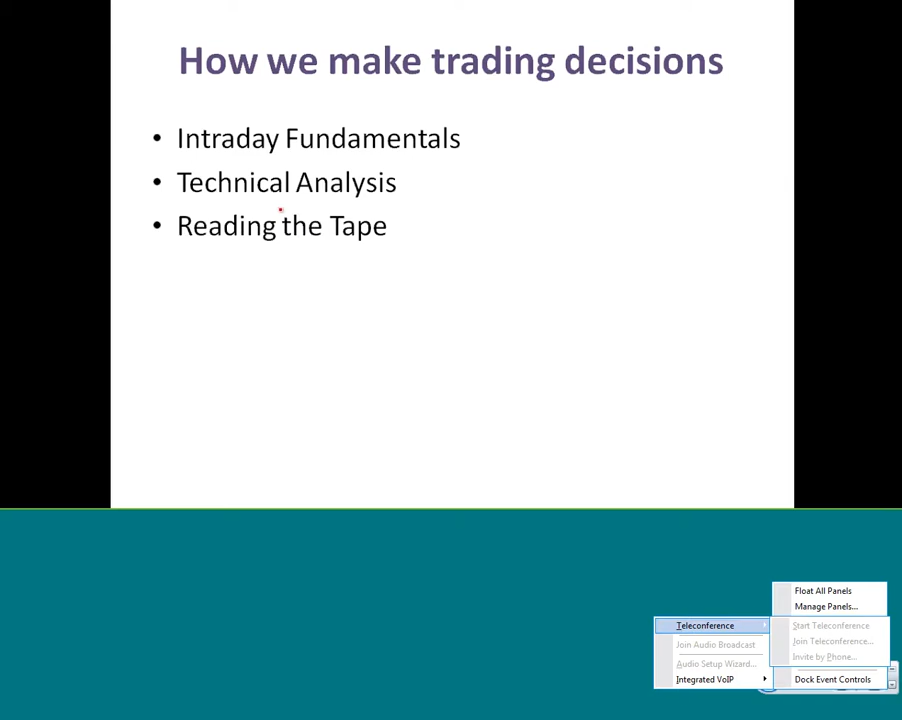 How we make trading decisions
• Intraday Fundamentals
• Technical Analysis
• Reading the Tape
Float All Panels
Manage Panels...
Teleconference
Start Teleconference
Join Audio Broadcast
Join Teleconference...
Audio Setup Wizard...
Invite by Phone...
Integrated VoIP
Dock Event Controls